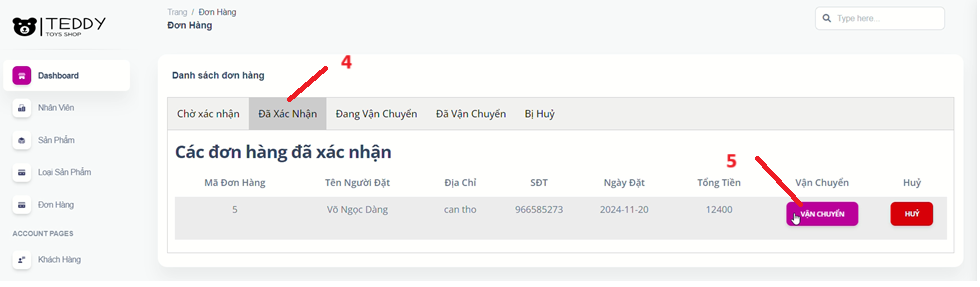 TEDDY
TOYS SHOP
Trang / Đơn Hàng
Đơn Hàng
Type here...
Dashboard
Nhân Viên
Sản Phẩm
Loại Sản Phẩm
Đơn Hàng
ACCOUNT PAGES
Khách Hàng
Danh sách đơn hàng
4
Chờ xác nhận Đã Xác Nhận Đang Vận Chuyển Đã Vận Chuyển Bị Huỷ
Các đơn hàng đã xác nhận
5
Mã Đơn Hàng Tên Người Đặt Địa Chỉ SĐT Ngày Đặt Tổng Tiền Vận Chuyển Huỷ
5 Võ Ngọc Dàng can tho 966585273 2024-11-20 12400 VẬN CHUYỂN HUỶ